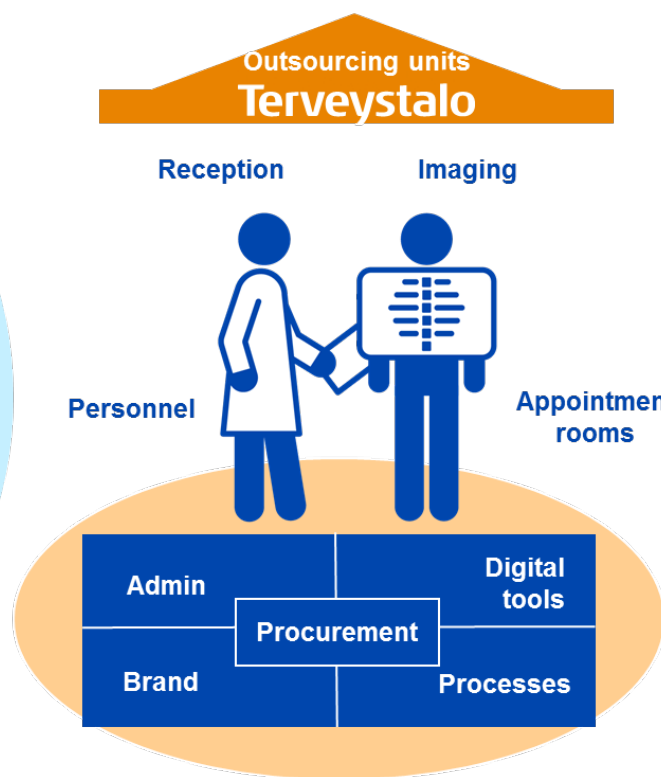 Outsourcing units
Terveystalo
Reception
Imaging
Personnel
Appointmen
rooms
Admin
Digital
tools
Procurement
Brand
Processes